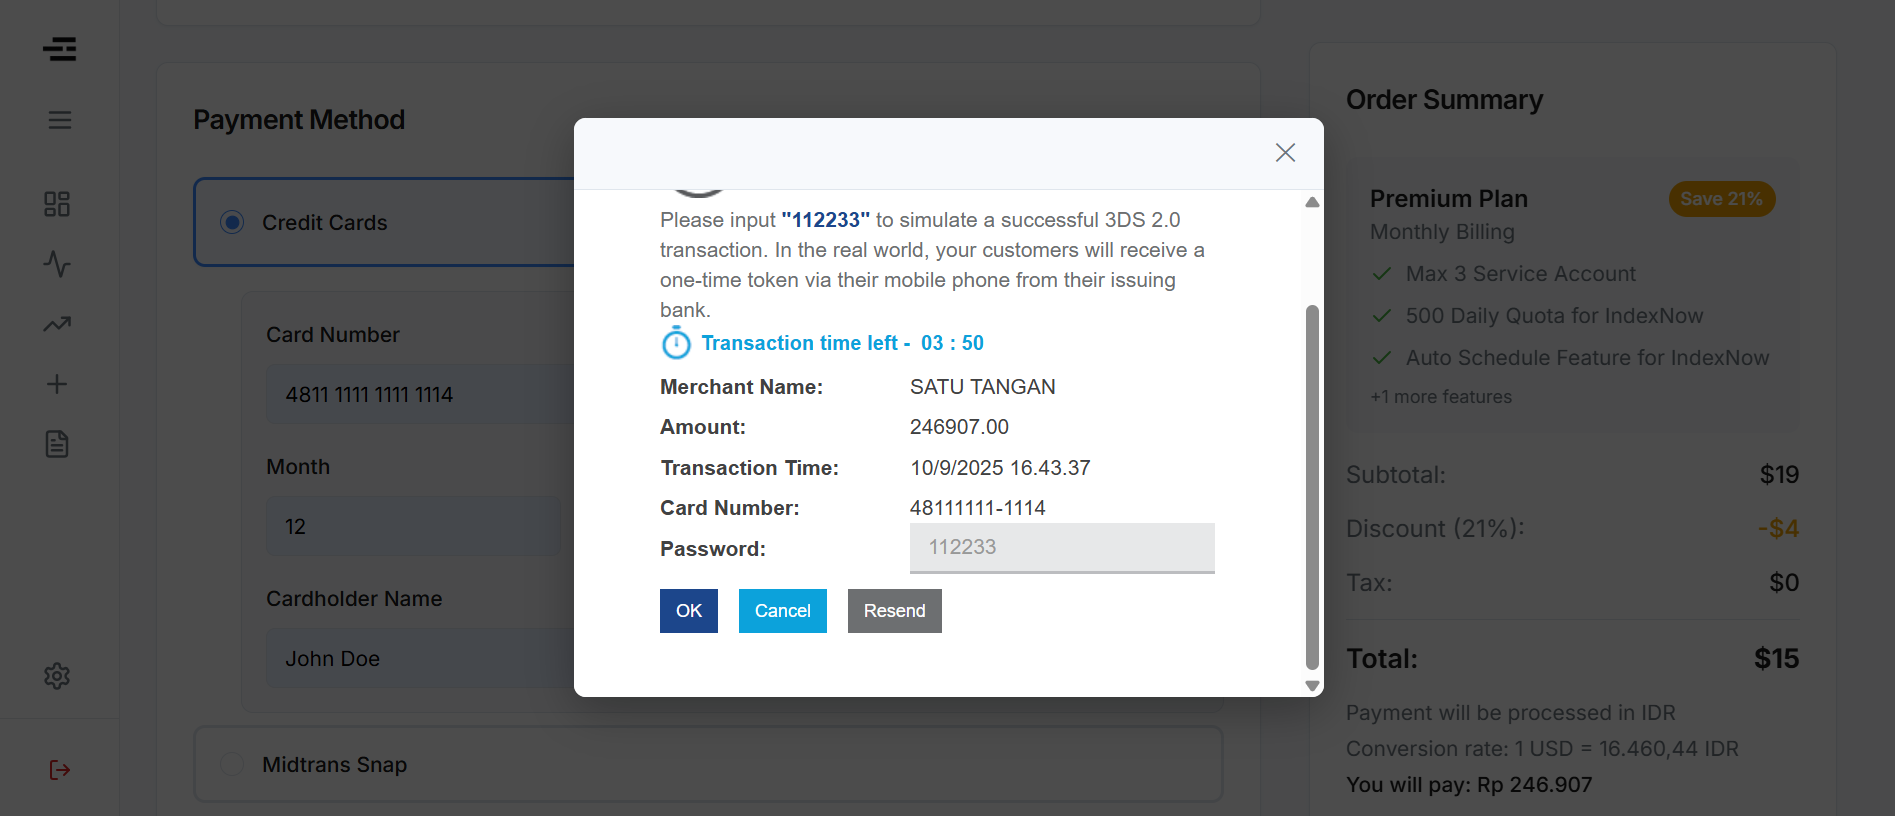 Payment Method
Credit Cards
Card Number
4811 1111 1111 1114
Month
12
Cardholder Name
John Doe
Midtrans Snap
Please input "112233" to simulate a successful 3DS 2.0
transaction. In the real world, your customers will receive a
one-time token via their mobile phone from their issuing
bank.
Transaction time left - 03 : 50
Merchant Name: SATU TANGAN
Amount: 246907.00
Transaction Time: 10/9/2025 16.43.37
Card Number: 48111111-1114
Password: 112233
OK Cancel Resend
Order Summary
Premium Plan Save 21%
Monthly Billing
Max 3 Service Account
500 Daily Quota for IndexNow
Auto Schedule Feature for IndexNow
+1 more features
Subtotal: $19
Discount (21%): -$4
Tax: $0
Total: $15
Payment will be processed in IDR
Conversion rate: 1 USD = 16.460,44 IDR
You will pay: Rp 246.907